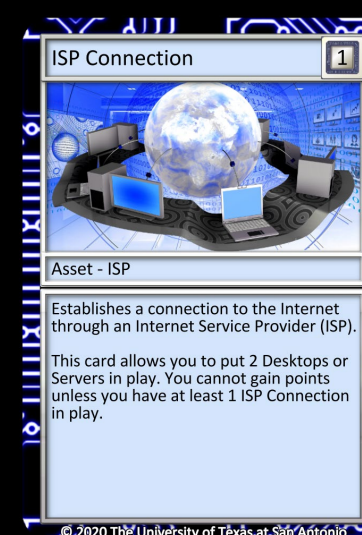 ISP Connection
1
Asset - ISP
Establishes a connection to the Internet
through an Internet Service Provider (ISP).
This card allows you to put 2 Desktops or
Servers in play. You cannot gain points
unless you have at least 1 ISP Connection
in play.
© 2020 The University of Texas at San Antonio